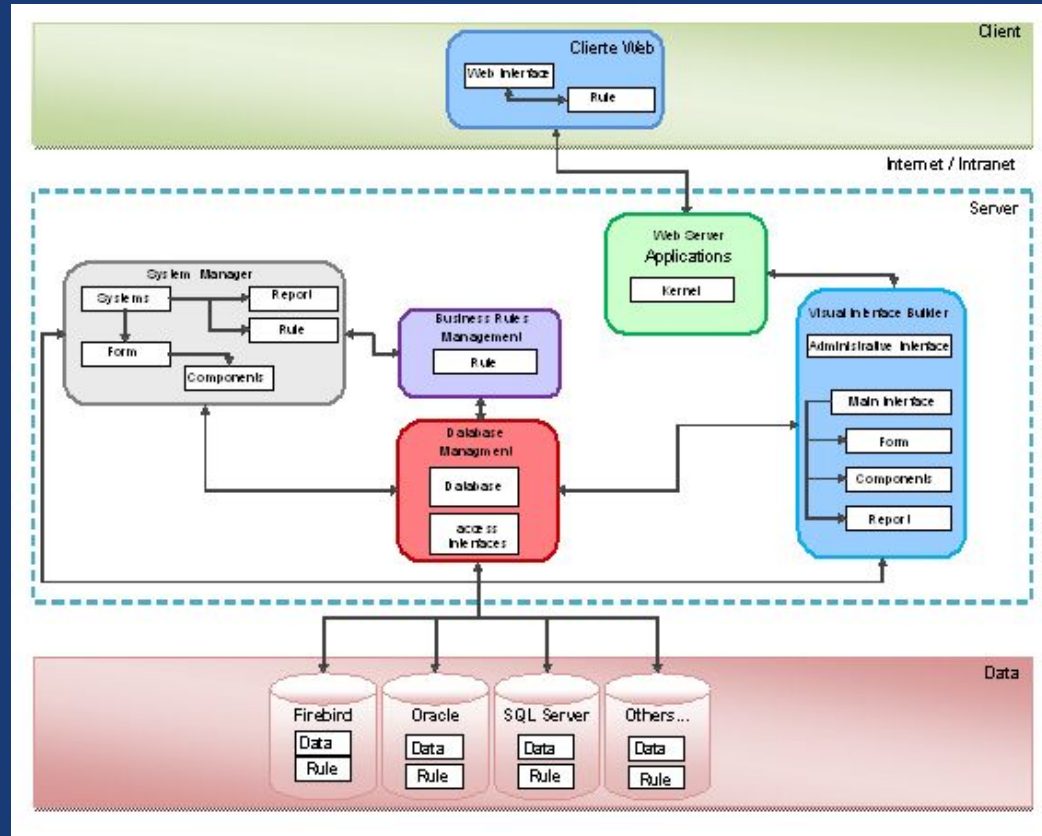 Client
Clierte Web
Web Interface
Rule
Internet / Intranet
Server
Web Server
Applications
Kernel
System Manager
Systems
Report
Rule
Form
Components
Business Rules
Management
Rule
Visual Interface Builder
Administrative Interface
Main Interface
Form
Components
Report
Database
Managment
Database
access
Interfaces
Data
Firebird
Data
Rule
Oracle
Data
Rule
SQL Server
Data
Rule
Others...
Data
Rule